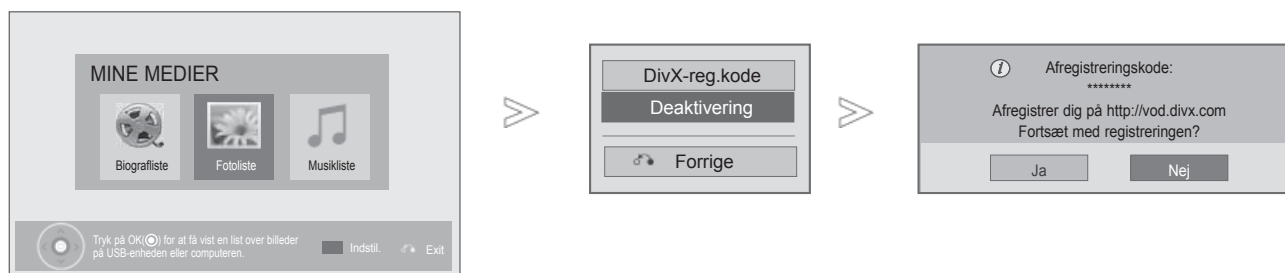 MINE MEDIER
Biografliste
Fotoliste
Musikliste
Tryk på OK(◉) for at få vist en list over billeder
på USB-enheden eller computeren.
Indstil.
Exit
DivX-reg.kode
Deaktivering
Forrige
Afregistreringskode:
********
Afregistrer dig på http://vod.divx.com
Fortsæt med registreringen?
Ja
Nej